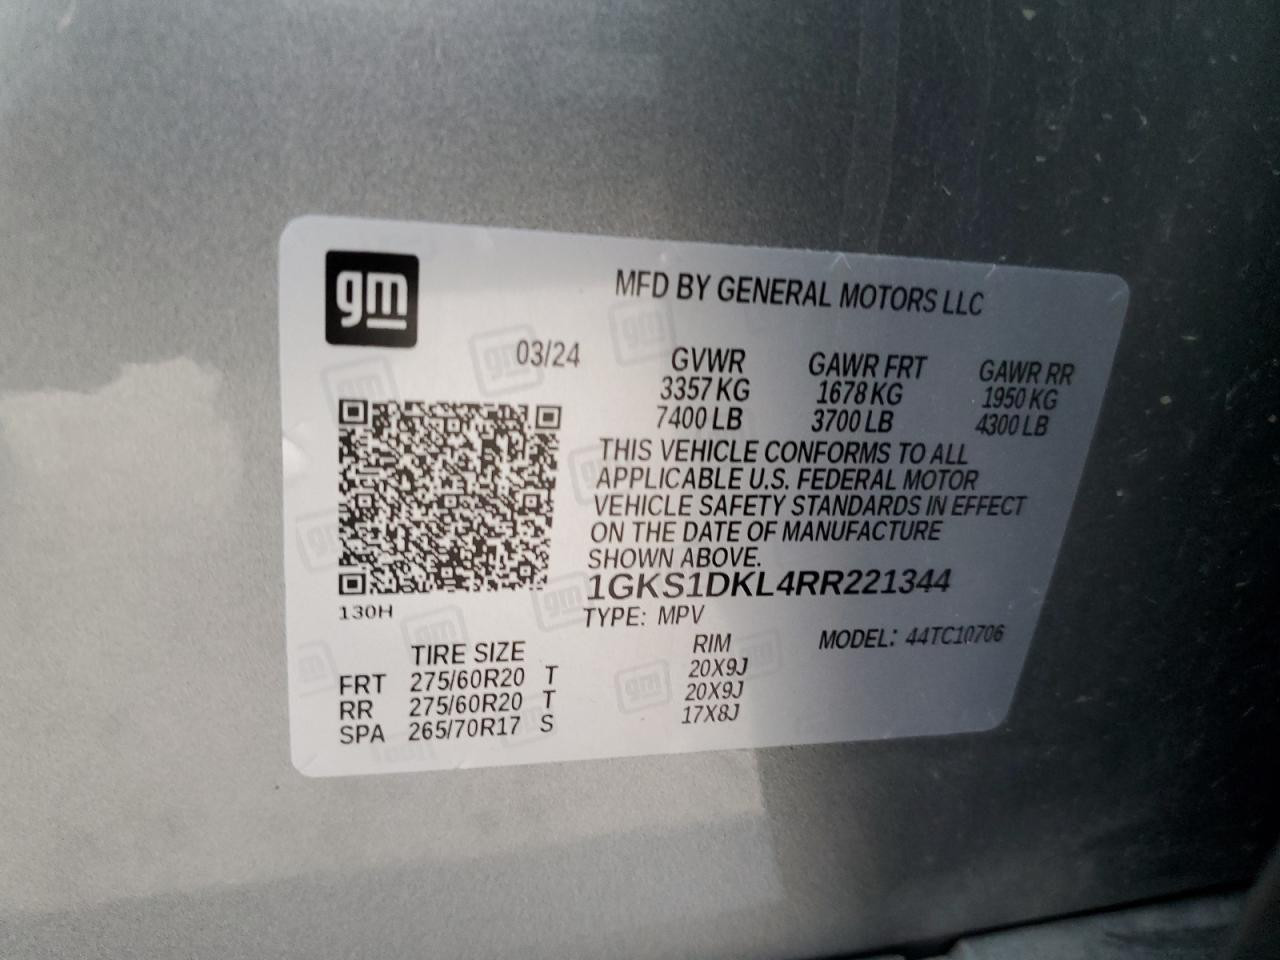 gm
MFD BY GENERAL MOTORS LLC
03/24
GVWR GAWR FRT GAWR RR
3357 KG 1678 KG 1950 KG
7400 LB 3700 LB 4300 LB
THIS VEHICLE CONFORMS TO ALL
APPLICABLE U.S. FEDERAL MOTOR
VEHICLE SAFETY STANDARDS IN EFFECT
ON THE DATE OF MANUFACTURE
SHOWN ABOVE.
1GKS1DKL4RR221344
130H
TYPE: MPV
MODEL: 44TC10706
TIRE SIZE RIM
FRT 275/60R20 T 20X9J
RR 275/60R20 T 20X9J
SPA 265/70R17 S 17X8J